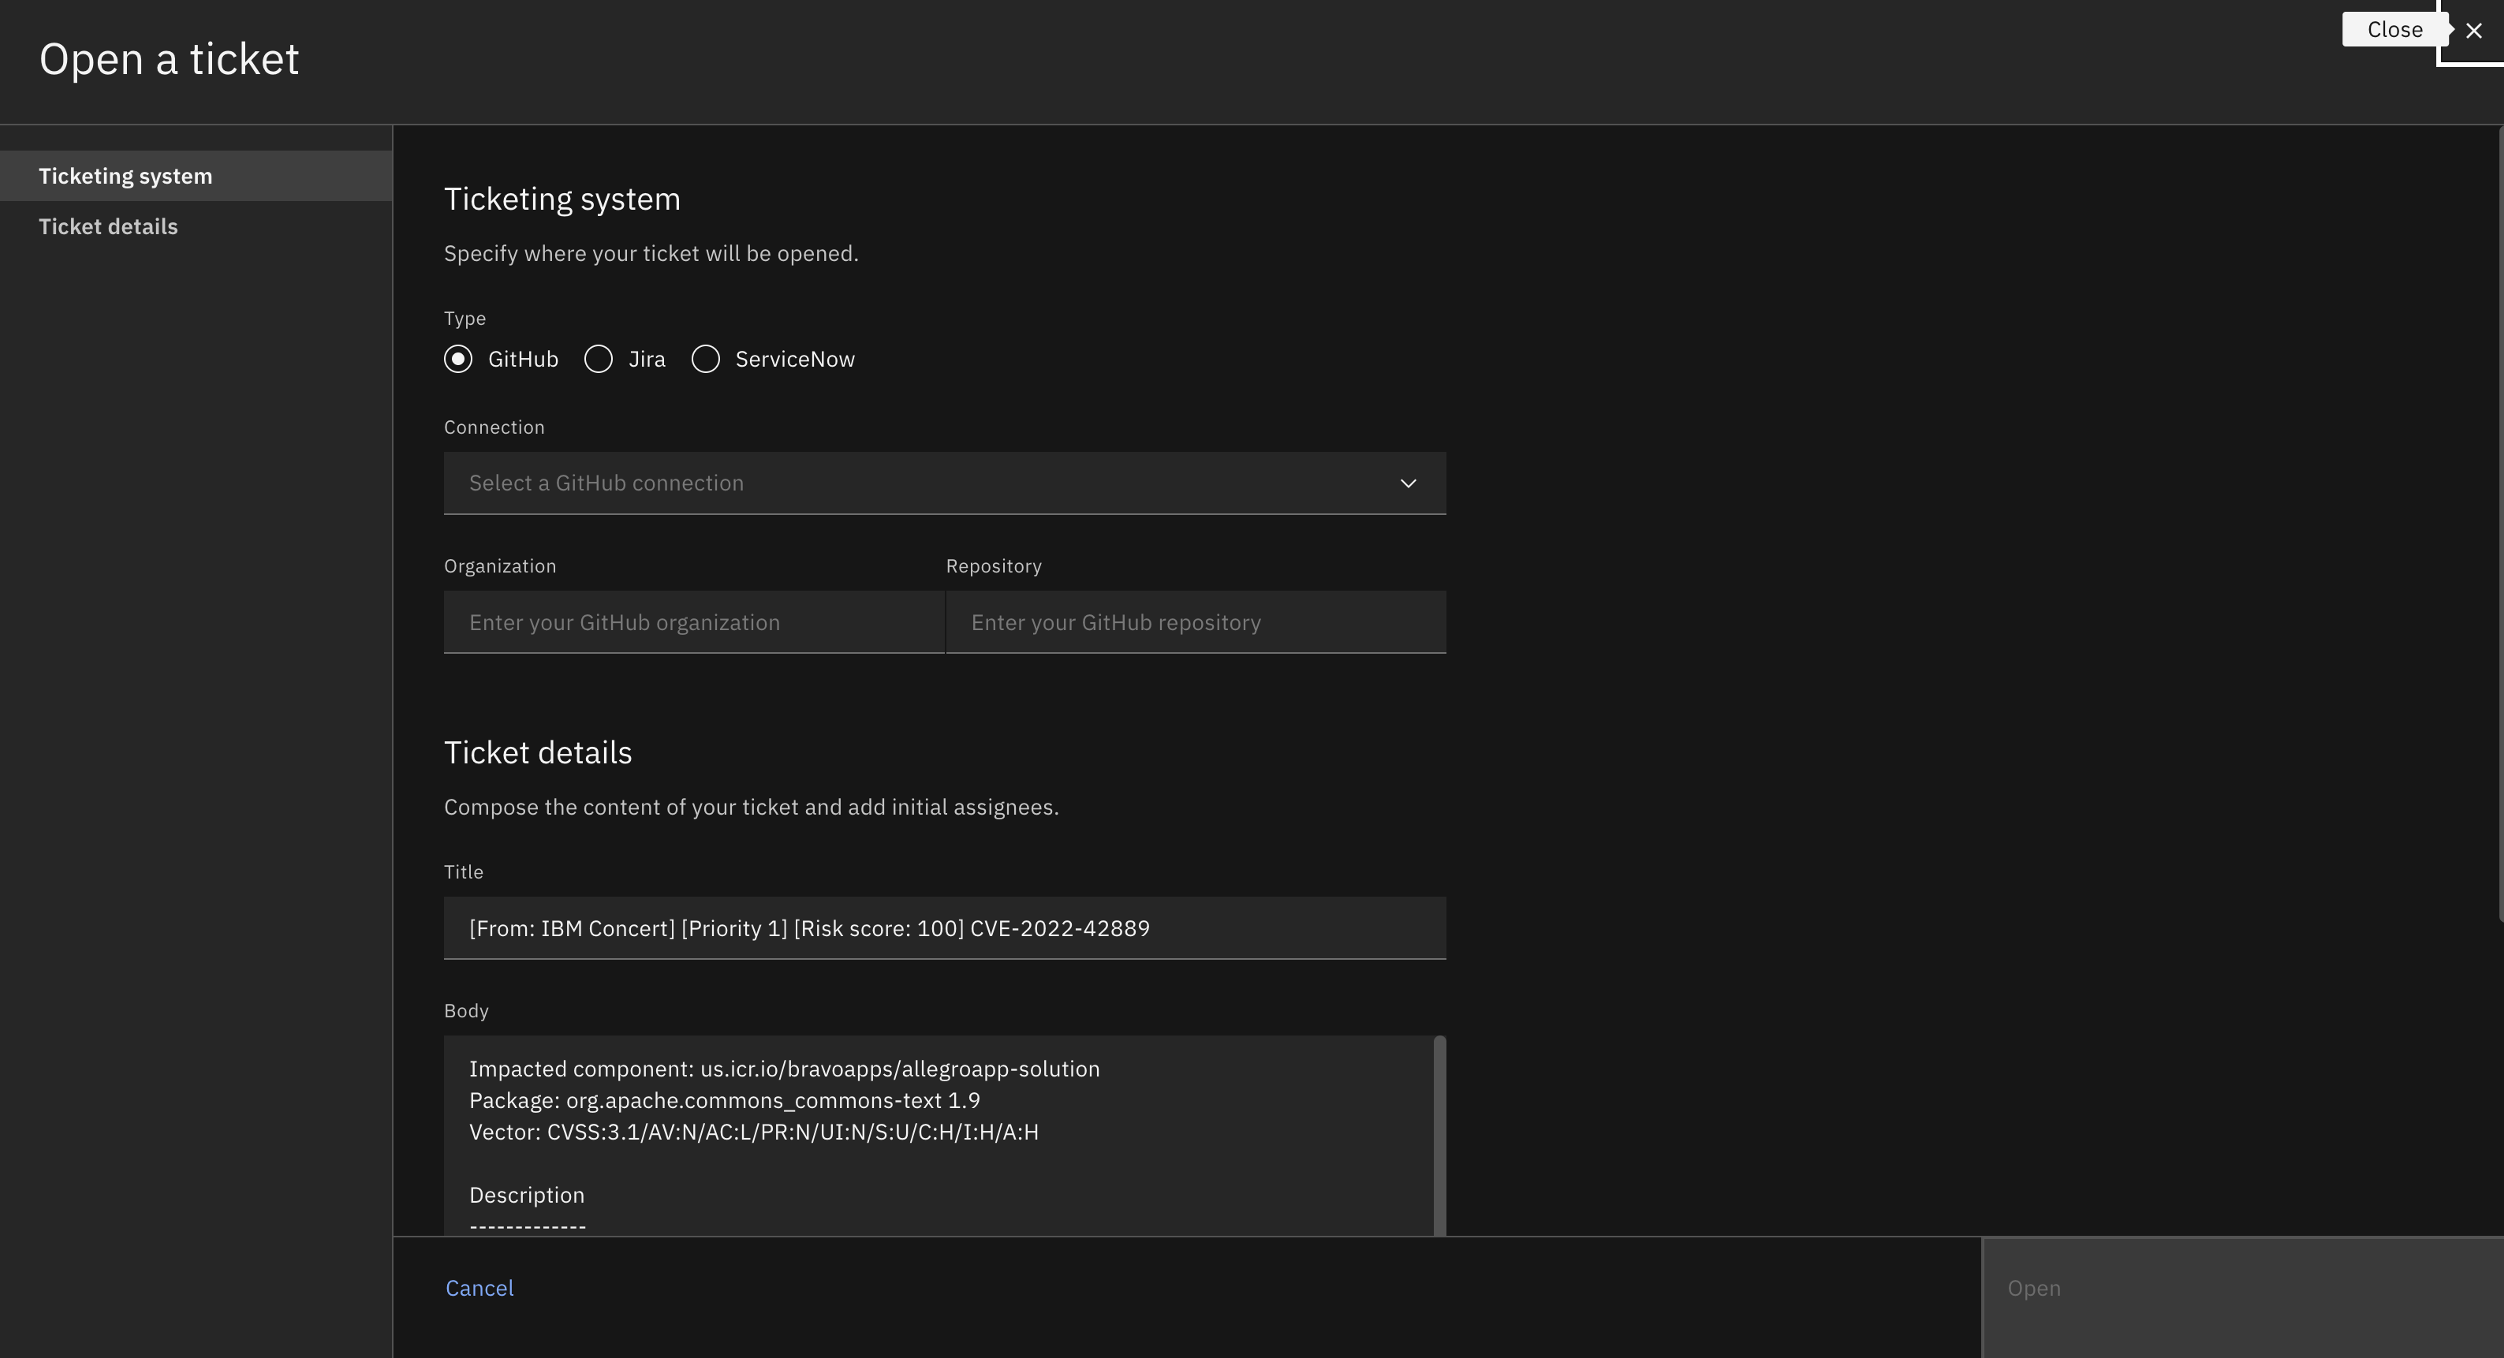 Open a ticket
Close
Ticketing system
Ticket details
Ticketing system
Specify where your ticket will be opened.
Type
GitHub
Jira
ServiceNow
Connection
Select a GitHub connection
Organization
Repository
Enter your GitHub organization
Enter your GitHub repository
Ticket details
Compose the content of your ticket and add initial assignees.
Title
[From: IBM Concert] [Priority 1] [Risk score: 100] CVE-2022-42889
Body
Impacted component: us.icr.io/bravoapps/allegroapp-solution
Package: org.apache.commons_commons-text 1.9
Vector: CVSS:3.1/AV:N/AC:L/PR:N/UI:N/S:U/C:H/I:H/A:H
Description
-------------
Cancel
Open